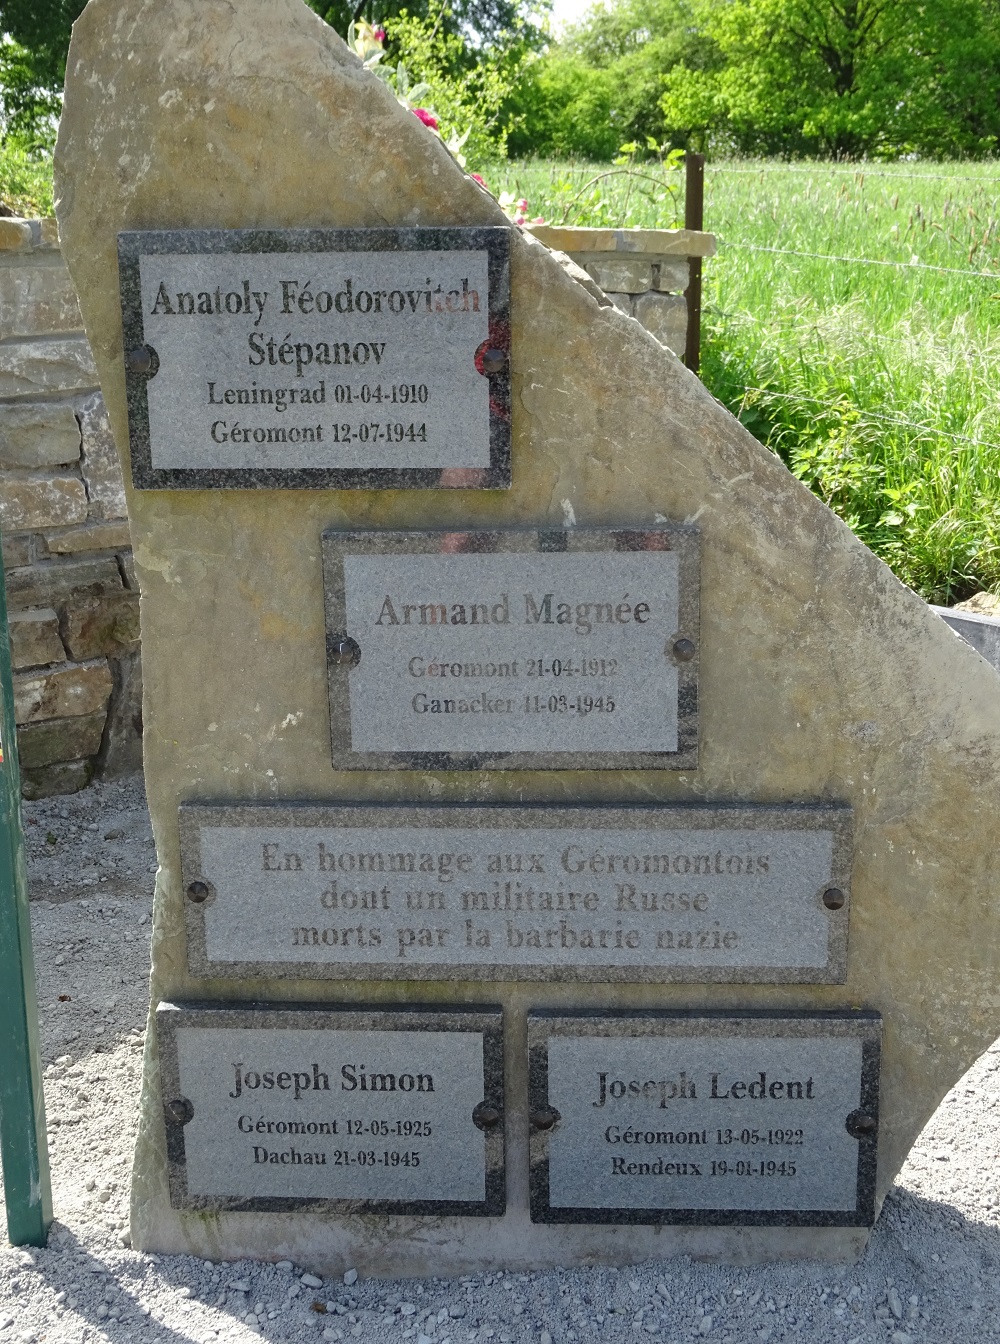 Anatoly Féodorovitch
Stépanov
Leningrad 01-04-1910
Géromont 12-07-1944
Armand Magnée
Géromont 21-04-1912
Ganacker 11-03-1945
En hommage aux Géromontois
dont un militaire Russe
morts par la barbarie nazie
Joseph Simon
Géromont 12-05-1925
Dachau 21-03-1945
Joseph Ledent
Géromont 13-05-1922
Rendeux 19-01-1945